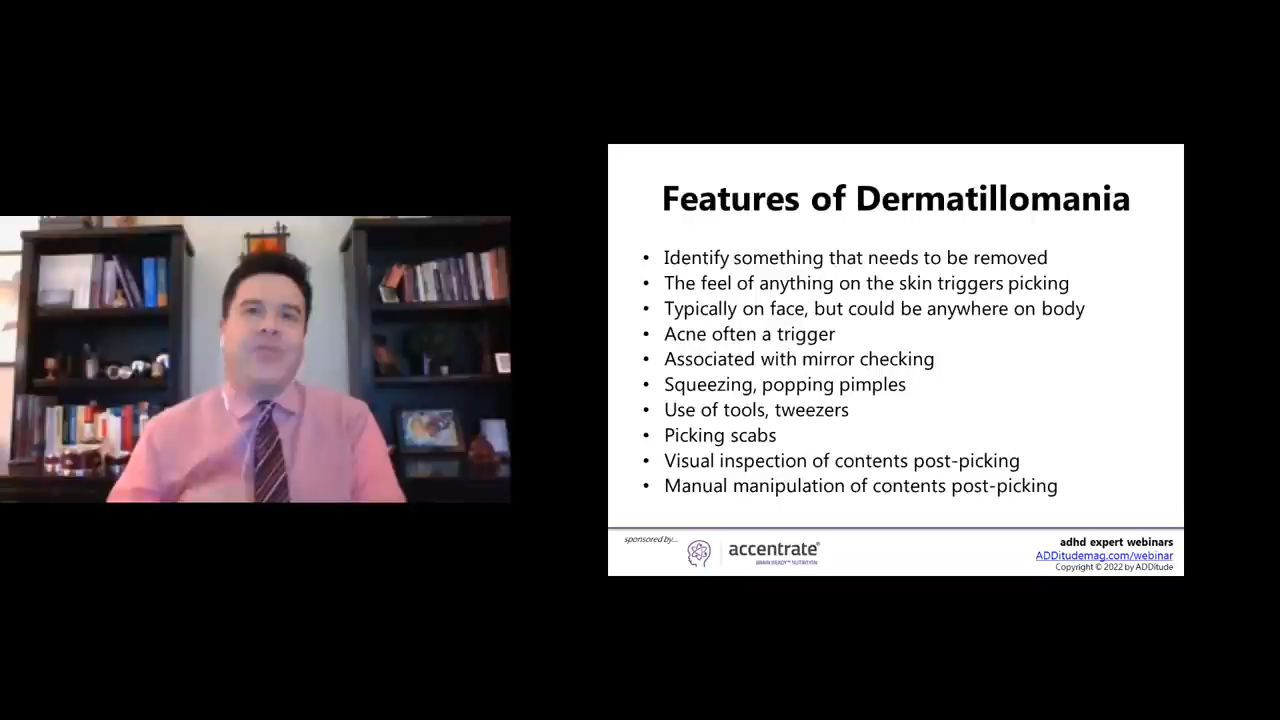 Features of Dermatillomania
• Identify something that needs to be removed
• The feel of anything on the skin triggers picking
• Typically on face, but could be anywhere on body
• Acne often a trigger
• Associated with mirror checking
• Squeezing, popping pimples
• Use of tools, tweezers
• Picking scabs
• Visual inspection of contents post-picking
• Manual manipulation of contents post-picking
sponsored by...
accentrate®
BRAIN READY™ NUTRITION
adhd expert webinars
ADDitudemag.com/webinar
Copyright © 2022 by ADDitude